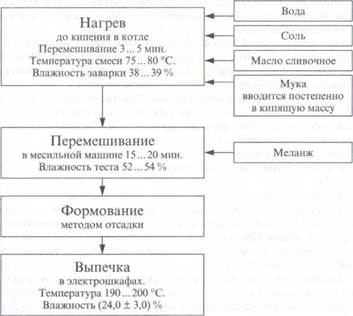 Нагрев
до кипения в котле
Перемешивание 3...5 мин.
Температура смеси 75...80 °С.
Влажность заварки 38...39 %
Вода
Соль
Масло сливочное
Мука
вводится постепенно
в кипящую массу
Перемешивание
в месильной машине 15...20 мин.
Влажность теста 52...54 %
Меланж
Формование
методом отсадки
Выпечка
в электрошкафах.
Температура 190...200 °С.
Влажность (24,0 ± 3,0) %